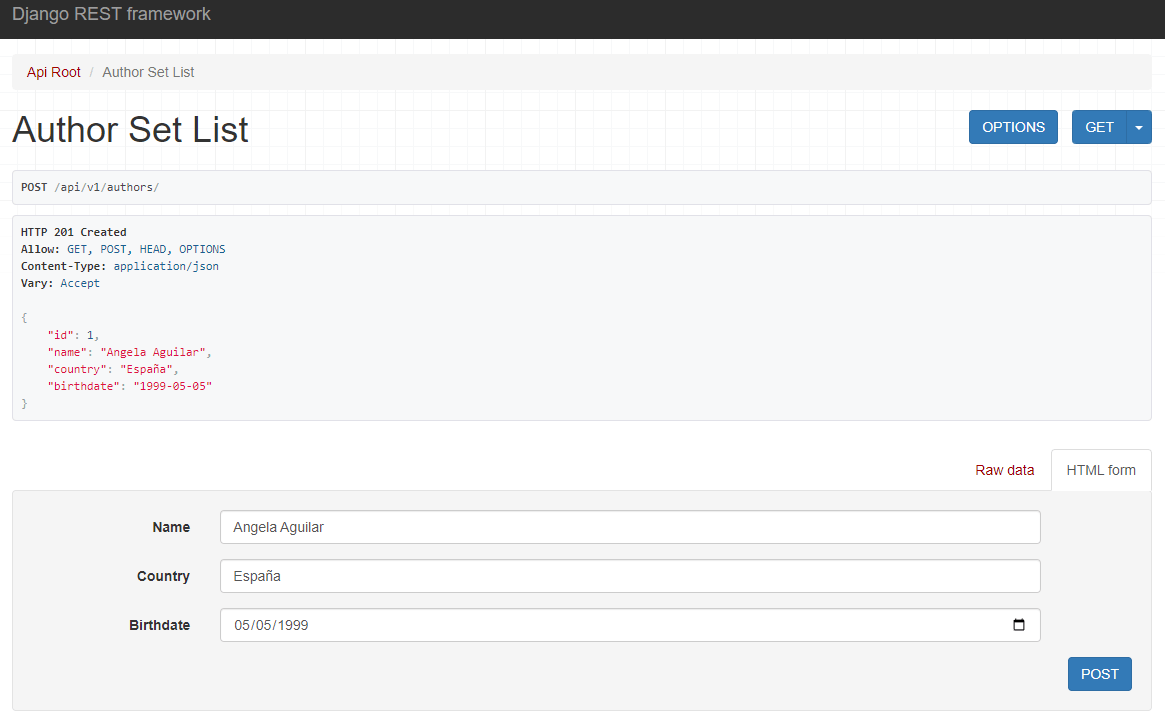 Django REST framework
Api Root / Author Set List
Author Set List
OPTIONS
GET
POST /api/v1/authors/
HTTP 201 Created
Allow: GET, POST, HEAD, OPTIONS
Content-Type: application/json
Vary: Accept
{
    "id": 1,
    "name": "Angela Aguilar",
    "country": "España",
    "birthdate": "1999-05-05"
}
Raw data
HTML form
Name Angela Aguilar
Country España
Birthdate 05/05/1999
POST